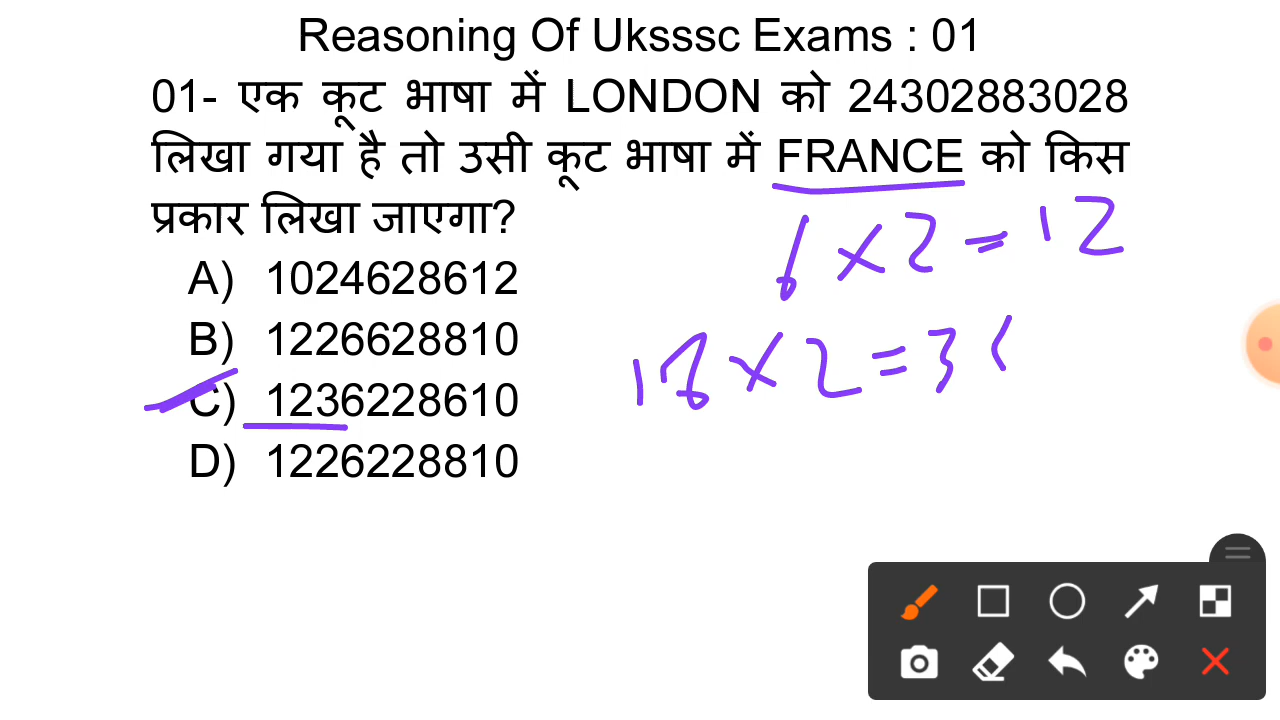 Reasoning Of Uksssc Exams : 01
01- एक कूट भाषा में LONDON को 24302883028
लिखा गया है तो उसी कूट भाषा में FRANCE को किस
प्रकार लिखा जाएगा?
6 × 2 = 12
A) 1024628612
B) 1226628810
18 × 2 = 3
C) 1236228610
D) 1226228810